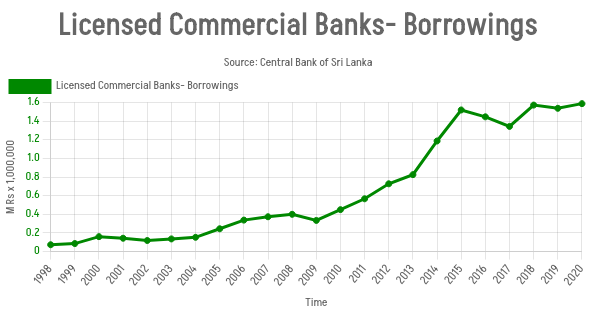 Licensed Commercial Banks- Borrowings
Source: Central Bank of Sri Lanka
Licensed Commercial Banks- Borrowings
1.6
1.4
1.2
1.0
0.8
0.6
0.4
0.2
0
M Rs x 1,000,000
1998 1999 2000 2001 2002 2003 2004 2005 2006 2007 2008 2009 2010 2011 2012 2013 2014 2015 2016 2017 2018 2019 2020
Time